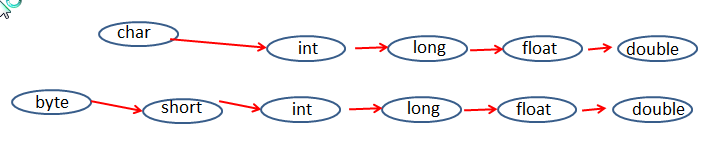 char int long float double
byte short int long float double